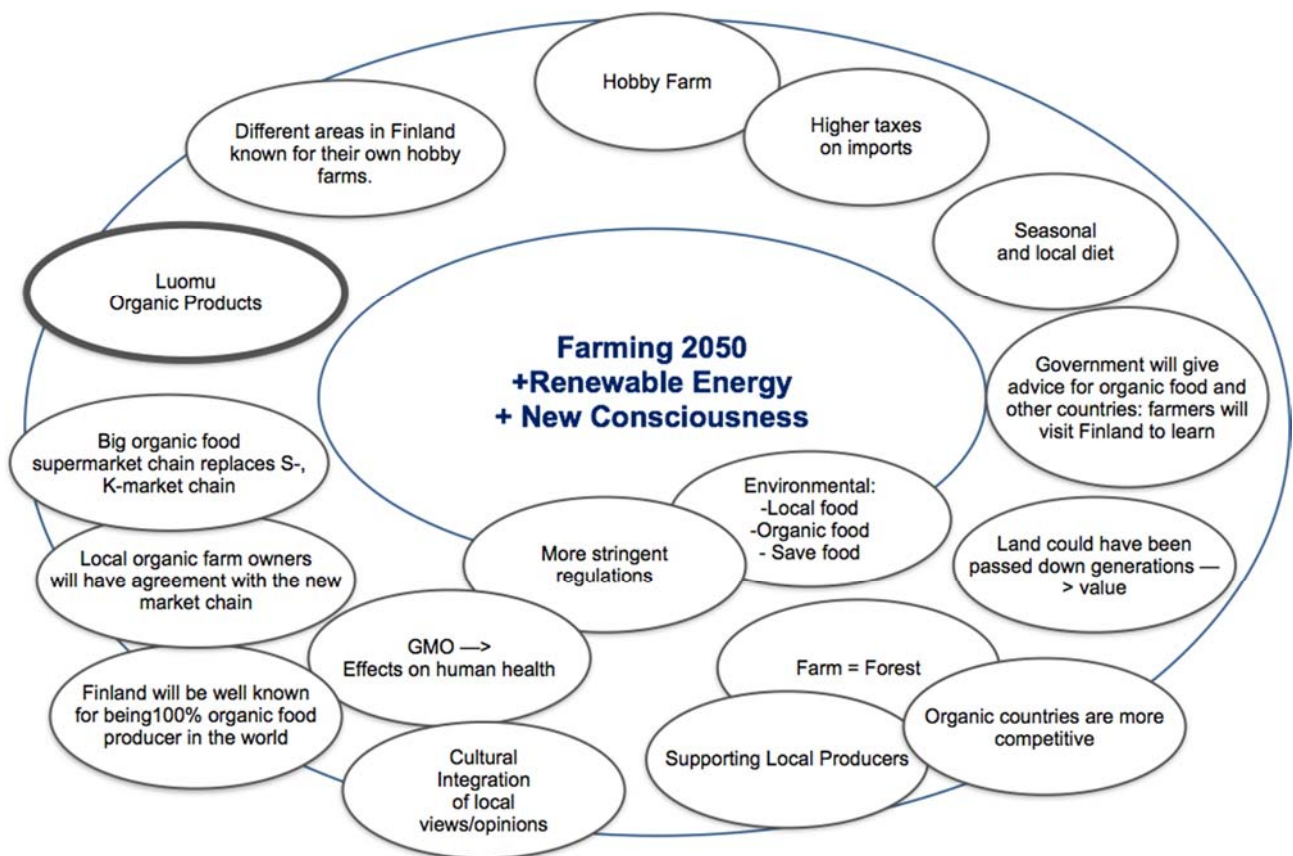 Hobby Farm
Higher taxes
on imports
Different areas in Finland
known for their own hobby
farms.
Seasonal
and local diet
Luomu
Organic Products
Farming 2050
+Renewable Energy
+ New Consciousness
Government will give
advice for organic food and
other countries: farmers will
visit Finland to learn
Big organic food
supermarket chain replaces S-,
K-market chain
Environmental:
-Local food
-Organic food
- Save food
More stringent
regulations
Land could have been
passed down generations —
> value
Local organic farm owners
will have agreement with the new
market chain
GMO —>
Effects on human health
Farm = Forest
Finland will be well known
for being100% organic food
producer in the world
Organic countries are more
competitive
Supporting Local Producers
Cultural
Integration
of local
views/opinions